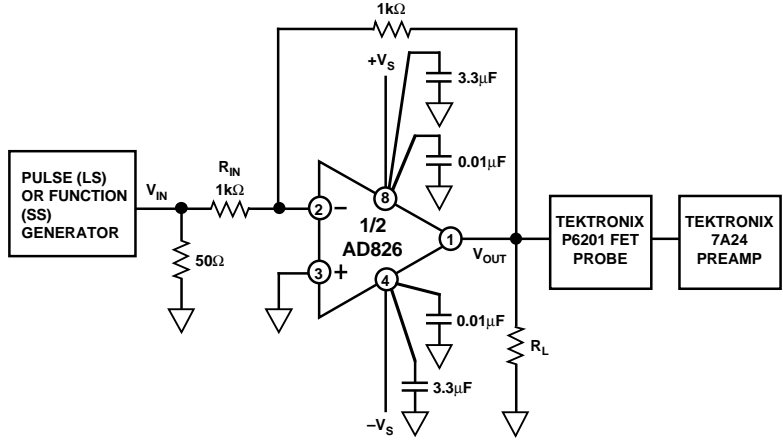 1kΩ
+VS
3.3μF
0.01μF
8
PULSE (LS)
OR FUNCTION
(SS)
GENERATOR
VIN
RIN
1kΩ
50Ω
2
–
3
+
1/2
AD826
1
VOUT
4
TEKTRONIX
P6201 FET
PROBE
TEKTRONIX
7A24
PREAMP
0.01μF
3.3μF
–VS
RL